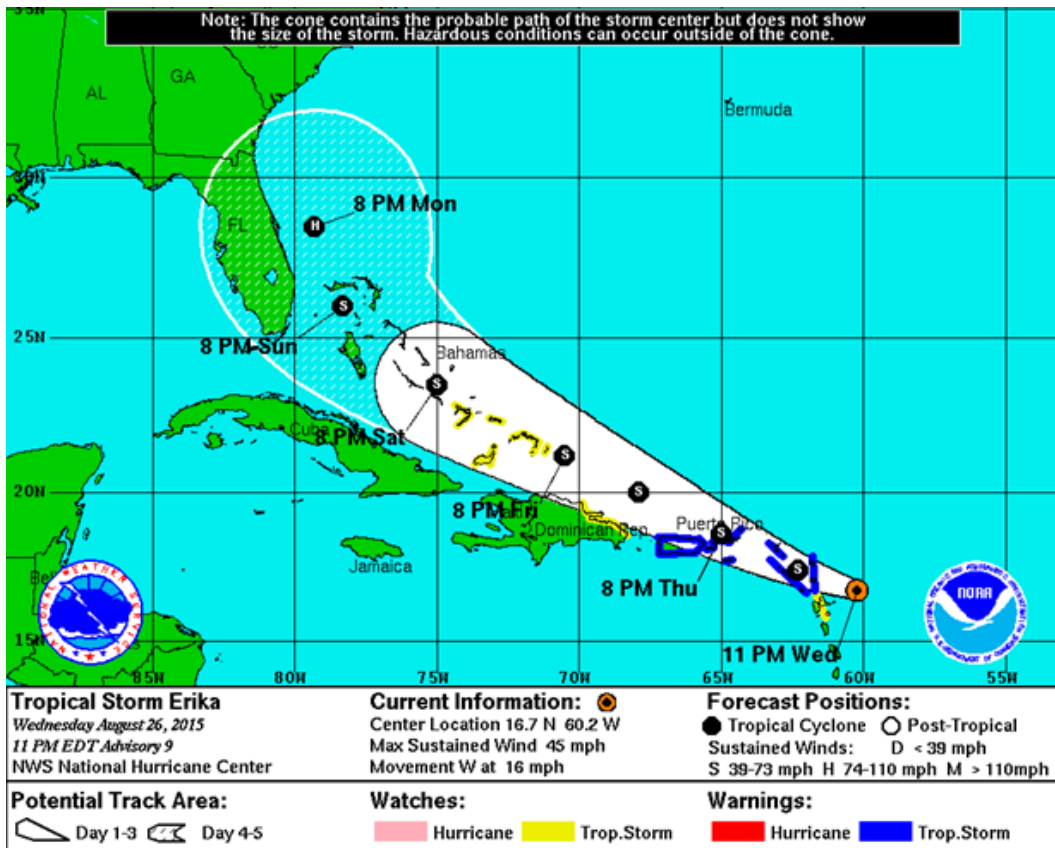 Note: The cone contains the probable path of the storm center but does not show
the size of the storm. Hazardous conditions can occur outside of the cone.
GA
AL
Bermuda
30N
8 PM Mon
H
FL
S
25N
8 PM Sun
Bahamas
S
Cuba
8 PM Sat
S
20N
S
8 PM Fri
Dominican Rep
Puerto Rico
S
Jamaica
8 PM Thu
S
NATIONAL WEATHER SERVICE
NOAA
15N
11 PM Wed
85W 80W 75W 70W 65W 60W 55W
Tropical Storm Erika
Wednesday August 26, 2015
11 PM EDT Advisory 9
NWS National Hurricane Center
Current Information:
Center Location 16.7 N 60.2 W
Max Sustained Wind 45 mph
Movement W at 16 mph
Forecast Positions:
Tropical Cyclone Post-Tropical
Sustained Winds: D < 39 mph
S 39-73 mph H 74-110 mph M > 110mph
Potential Track Area:
Day 1-3 Day 4-5
Watches:
Hurricane Trop.Storm
Warnings:
Hurricane Trop.Storm